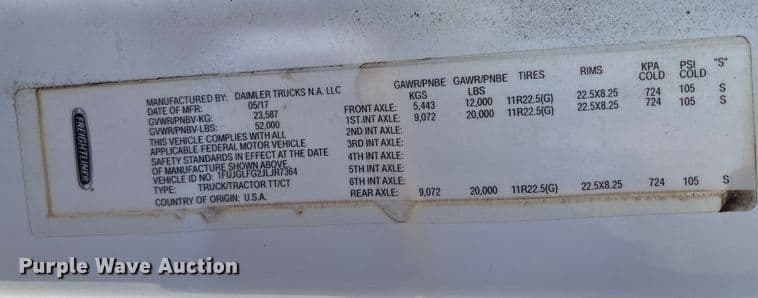 FREIGHTLINER
MANUFACTURED BY: DAIMLER TRUCKS N.A. LLC
DATE OF MFR: 05/17
GVWR/PNBV-KG: 23,587
GVWR/PNBV-LBS: 52,000
THIS VEHICLE COMPLIES WITH ALL
APPLICABLE FEDERAL MOTOR VEHICLE
SAFETY STANDARDS IN EFFECT AT THE DATE
OF MANUFACTURE SHOWN ABOVE.
VEHICLE ID NO: 1FUJGLFG2JLJR7364
TYPE: TRUCK/TRACTOR TT/CT
COUNTRY OF ORIGIN: U.S.A.
GAWR/PNBE KGS GAWR/PNBE LBS TIRES RIMS KPA COLD PSI COLD "S"
FRONT AXLE: 5,443 12,000 11R22.5(G) 22.5X8.25 724 105 S
1ST.INT AXLE: 9,072 20,000 11R22.5(G) 22.5X8.25 724 105 S
2ND INT AXLE:
3RD INT AXLE:
4TH INT AXLE:
5TH INT AXLE:
6TH INT AXLE:
REAR AXLE: 9,072 20,000 11R22.5(G) 22.5X8.25 724 105 S
Purple Wave Auction